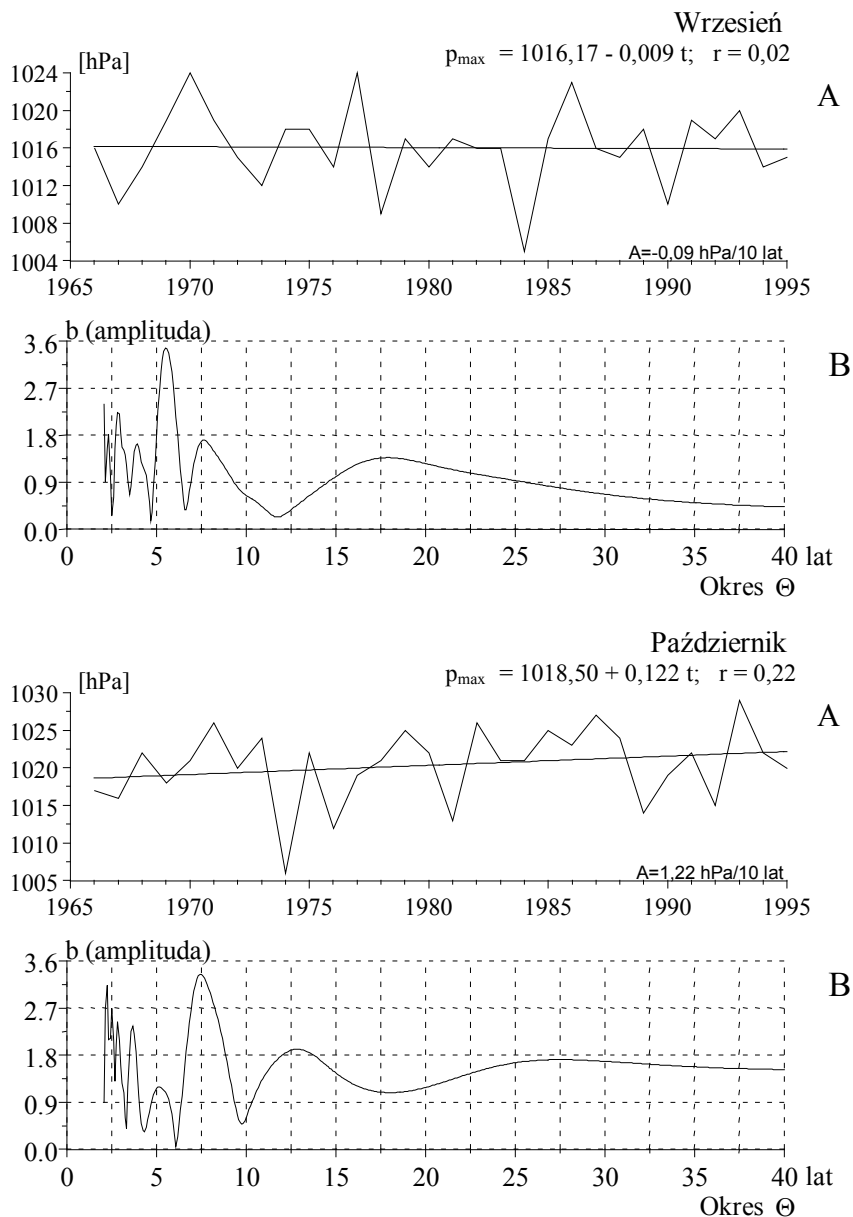 Wrzesień
[hPa]
p_max = 1016,17 - 0,009 t; r = 0,02
A
1024
1020
1016
1012
1008
1004
A=-0,09 hPa/10 lat
1965 1970 1975 1980 1985 1990 1995
b (amplituda)
B
3.6
2.7
1.8
0.9
0.0
0 5 10 15 20 25 30 35 40 lat
Okres Θ
Październik
[hPa]
p_max = 1018,50 + 0,122 t; r = 0,22
A
1030
1025
1020
1015
1010
1005
A=1,22 hPa/10 lat
1965 1970 1975 1980 1985 1990 1995
b (amplituda)
B
3.6
2.7
1.8
0.9
0.0
0 5 10 15 20 25 30 35 40 lat
Okres Θ